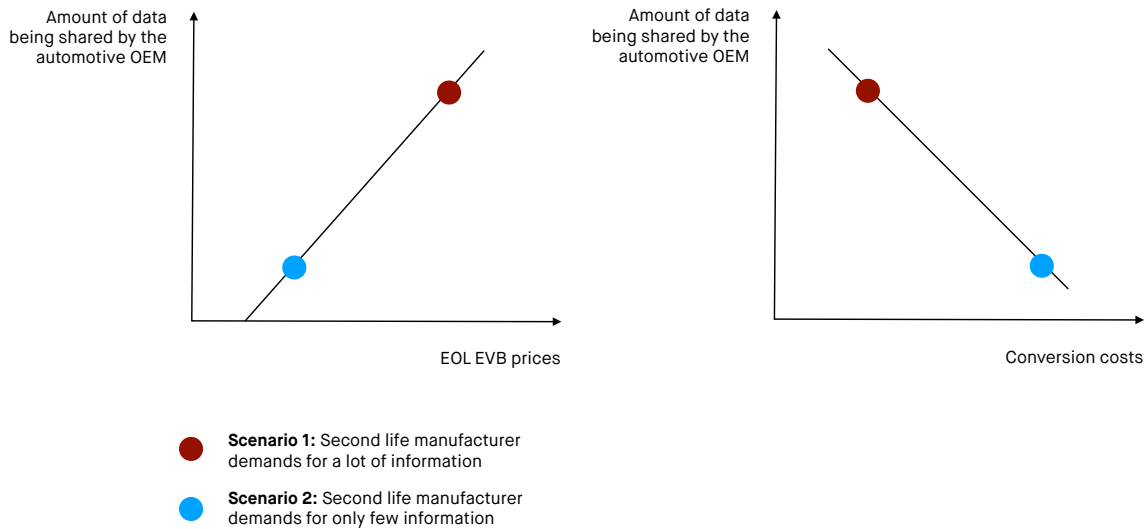 Amount of data
being shared by the
automotive OEM
EOL EVB prices
Amount of data
being shared by the
automotive OEM
Conversion costs
Scenario 1: Second life manufacturer
demands for a lot of information
Scenario 2: Second life manufacturer
demands for only few information